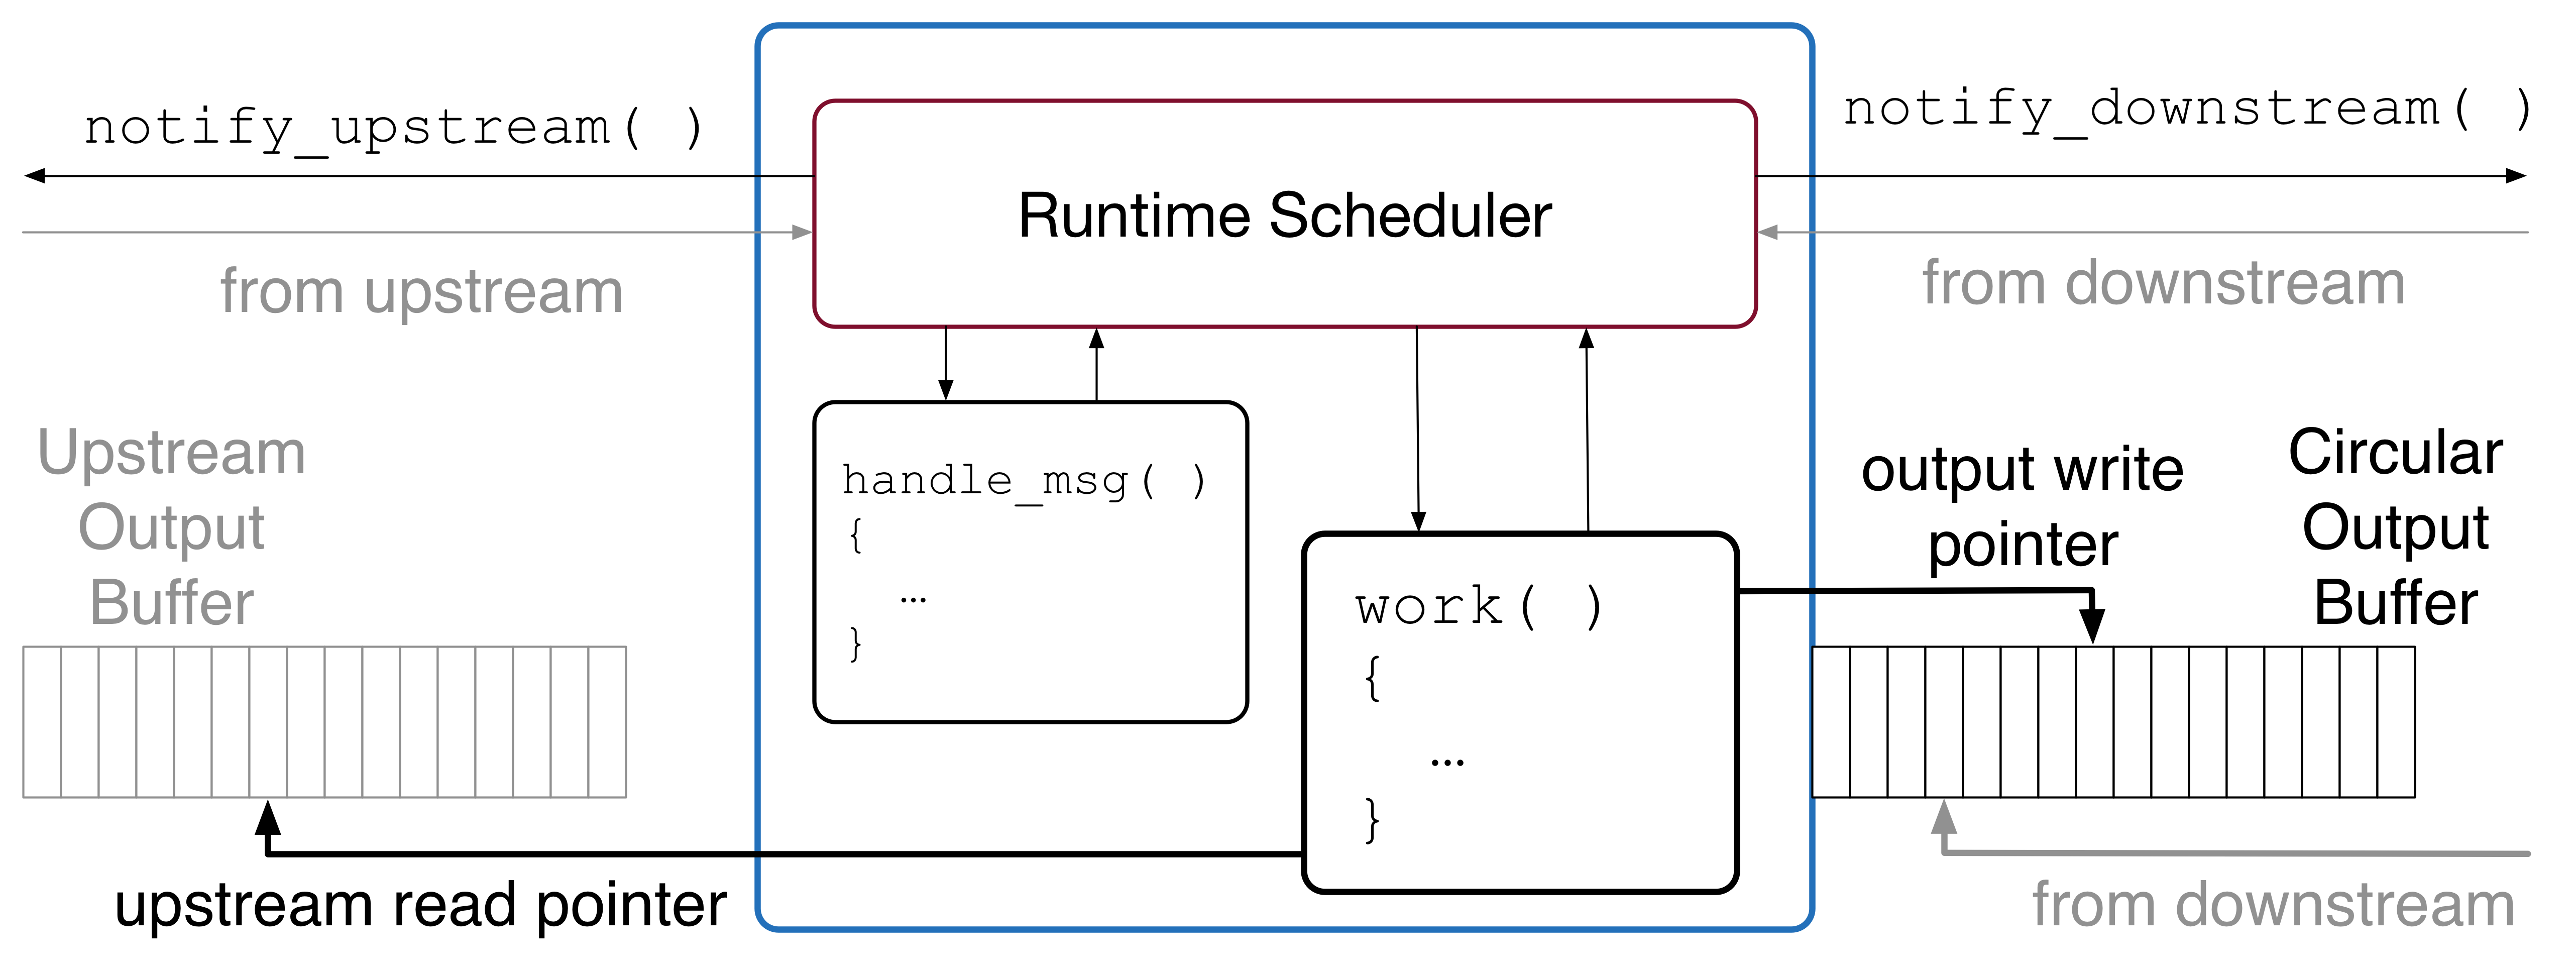 notify_upstream( )
notify_downstream( )
Runtime Scheduler
from upstream
from downstream
Upstream
Output
Buffer
handle_msg( )
{
...
}
work( )
{
...
}
output write
pointer
Circular
Output
Buffer
upstream read pointer
from downstream